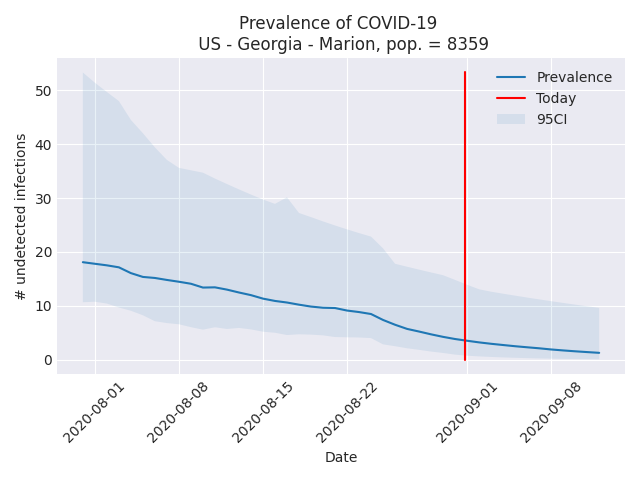 Prevalence of COVID-19
US - Georgia - Marion, pop. = 8359
Prevalence
Today
95CI
# undetected infections
50
40
30
20
10
0
2020-08-01
2020-08-08
2020-08-15
2020-08-22
2020-09-01
2020-09-08
Date